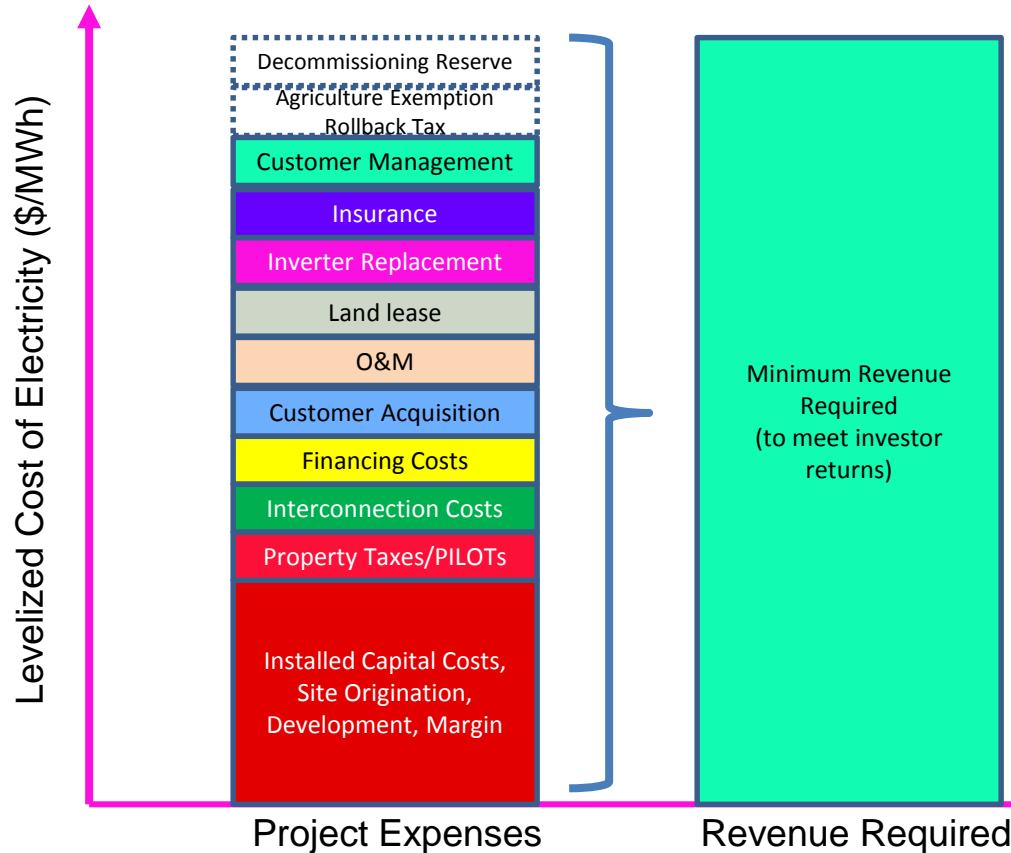 Levelized Cost of Electricity ($/MWh)
Decommissioning Reserve
Agriculture Exemption
Rollback Tax
Customer Management
Insurance
Inverter Replacement
Land lease
O&M
Customer Acquisition
Financing Costs
Interconnection Costs
Property Taxes/PILOTs
Installed Capital Costs,
Site Origination,
Development, Margin
Minimum Revenue
Required
(to meet investor
returns)
Project Expenses
Revenue Required